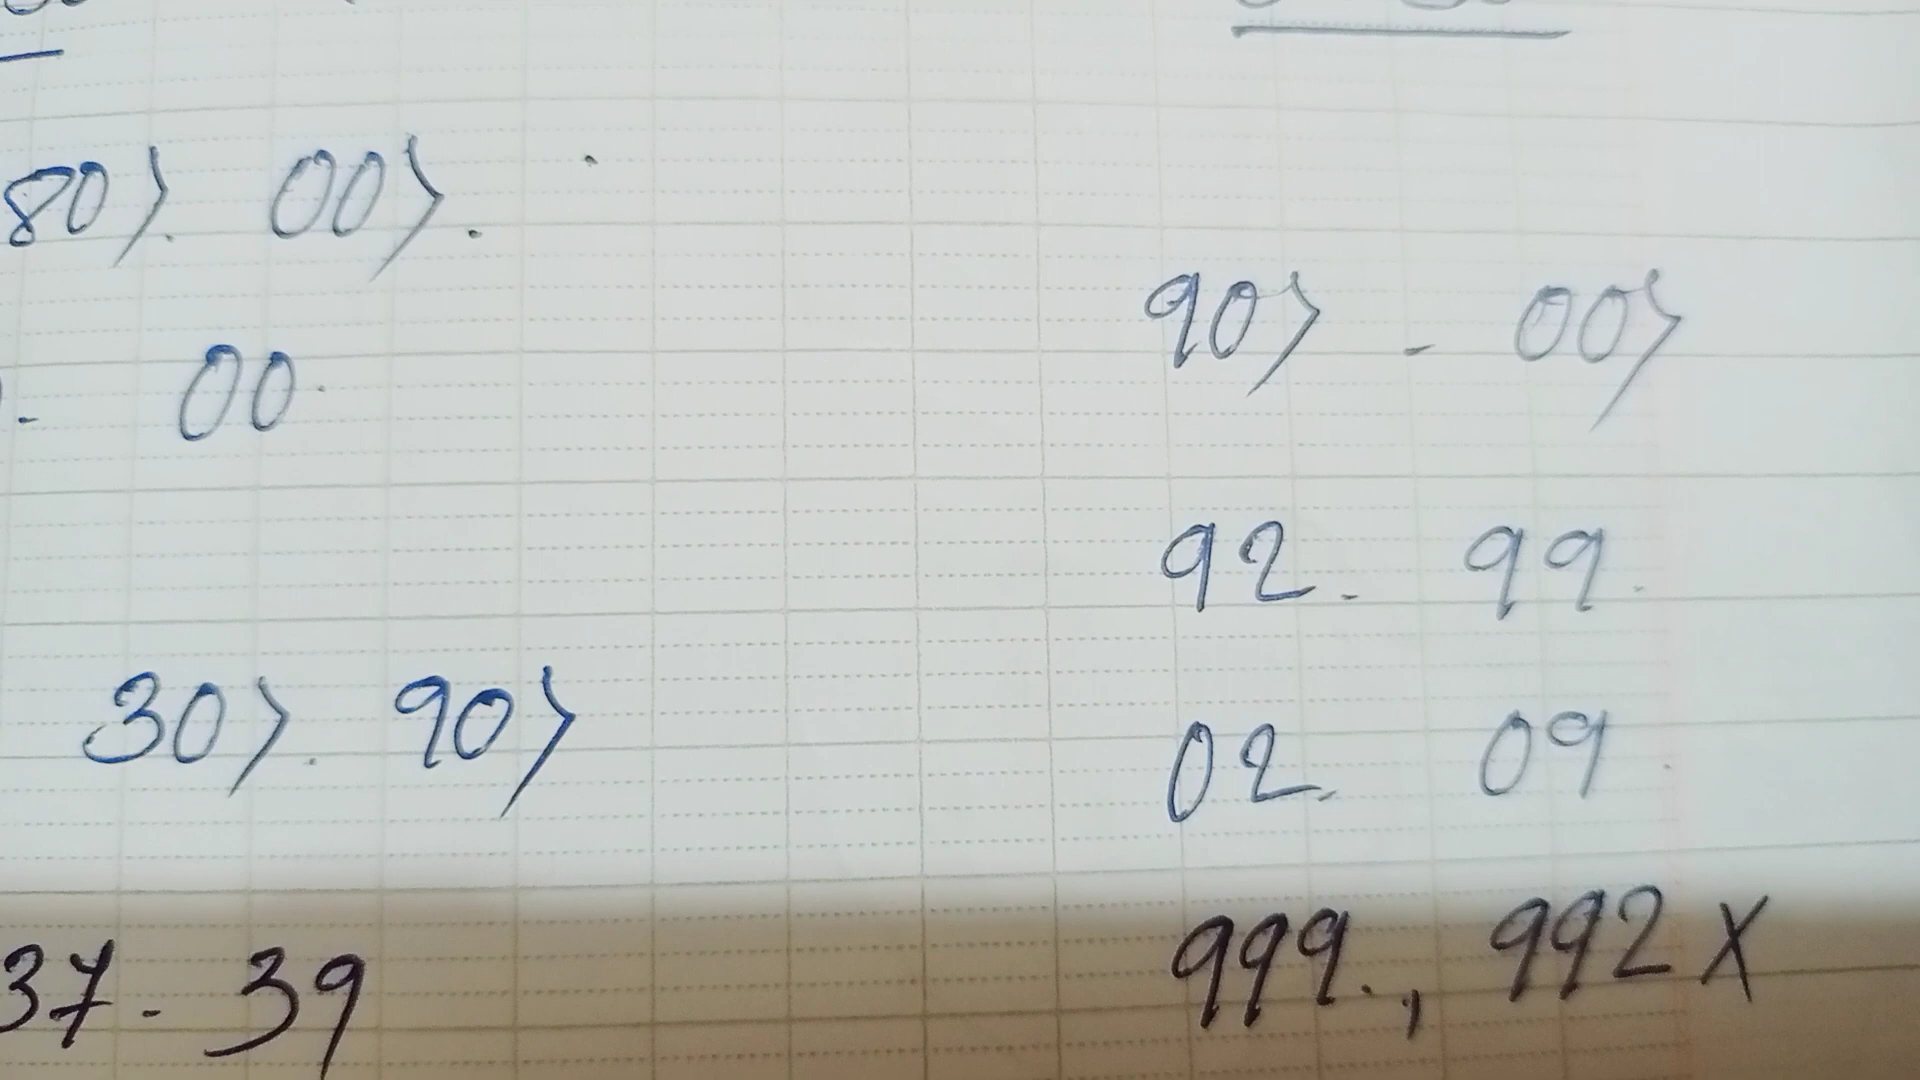 80〉. 00〉.
- 00.
30〉. 90〉
37 - 39
90〉 - 00〉
92. 99.
02. 09
999., 992 X